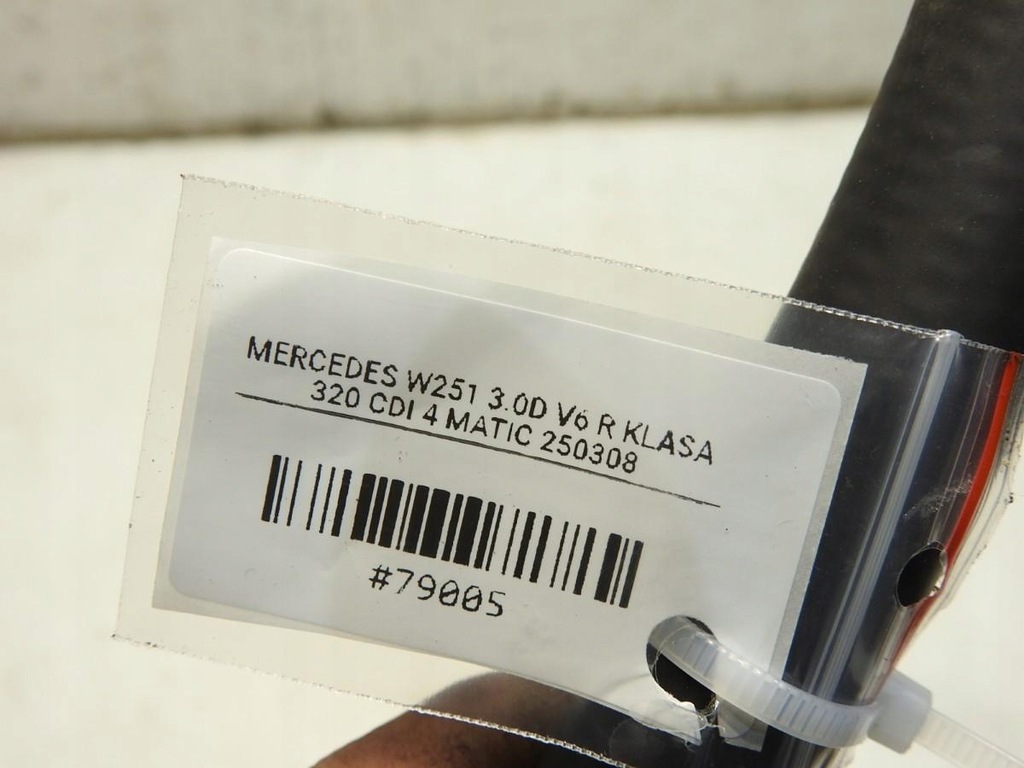 MERCEDES W251 3.0D V6 R KLASA
320 CDI 4 MATIC 250308
#79005